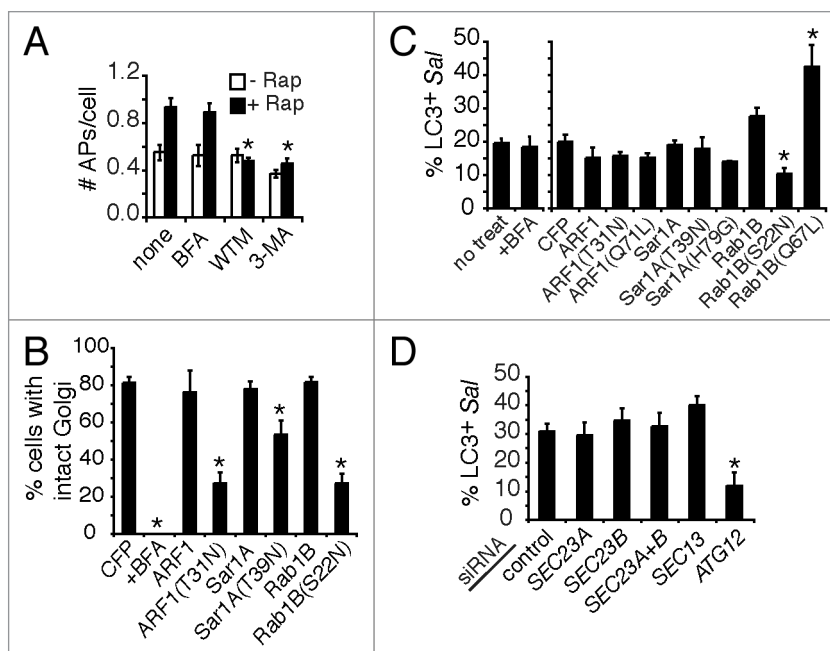 A
# APs/cell
1.2
0.8
0.4
0.0
- Rap
+ Rap
*
*
none
BFA
WTM
3-MA
B
% cells with
intact Golgi
100
80
60
40
20
0
*
*
*
*
CFP
+BFA
ARF1
ARF1(T31N)
Sar1A
Sar1A(T39N)
Rab1B
Rab1B(S22N)
C
% LC3+ Sal
50
40
30
20
10
0
*
*
no treat
+BFA
CFP
ARF1
ARF1(T31N)
ARF1(Q71L)
Sar1A
Sar1A(T39N)
Sar1A(H79G)
Rab1B
Rab1B(S22N)
Rab1B(Q67L)
D
% LC3+ Sal
50
40
30
20
10
0
*
siRNA
control
SEC23A
SEC23B
SEC23A+B
SEC13
ATG12